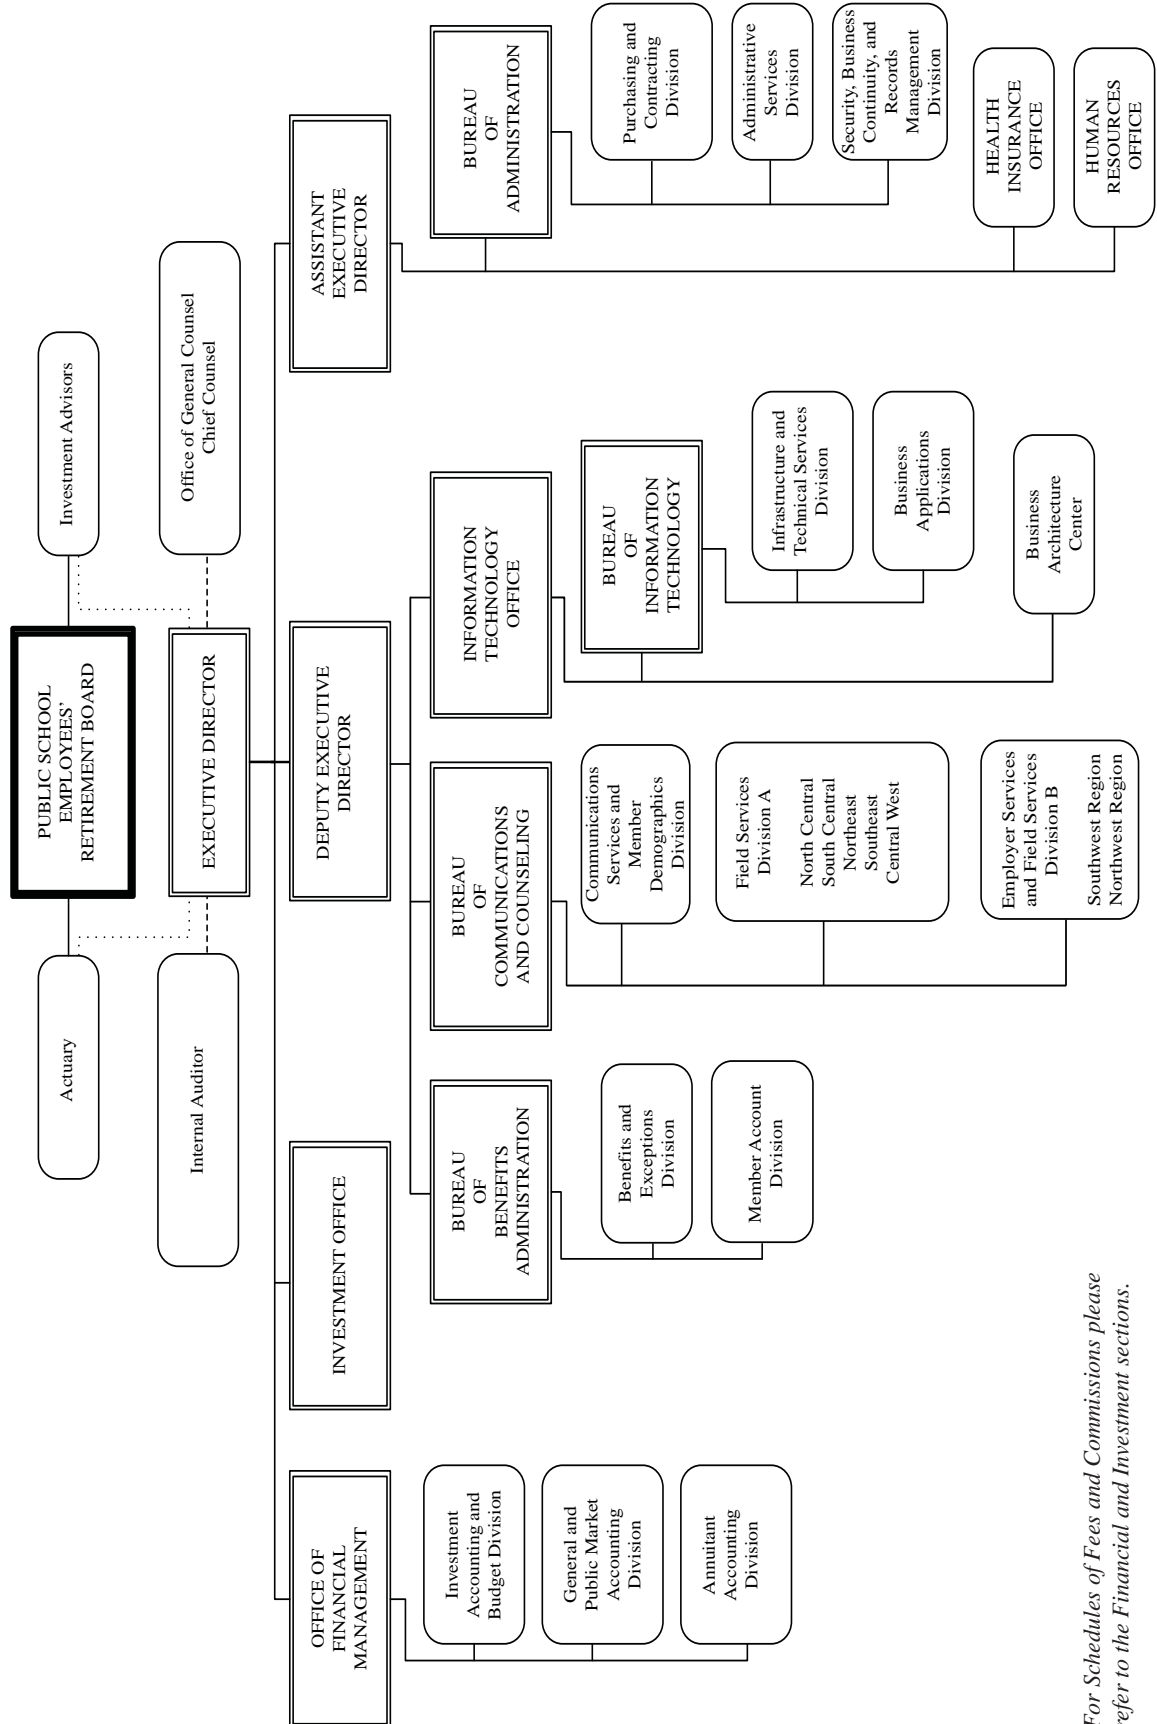 PUBLIC SCHOOL
EMPLOYEES’
RETIREMENT BOARD
Actuary
Investment Advisors
EXECUTIVE DIRECTOR
Internal Auditor
Office of General Counsel
Chief Counsel
OFFICE OF
FINANCIAL
MANAGEMENT
Investment
Accounting and
Budget Division
General and
Public Market
Accounting
Division
Annuitant
Accounting
Division
INVESTMENT OFFICE
DEPUTY EXECUTIVE
DIRECTOR
BUREAU
OF
BENEFITS
ADMINISTRATION
Benefits and
Exceptions
Division
Member Account
Division
BUREAU
OF
COMMUNICATIONS
AND COUNSELING
Communications
Services and
Member
Demographics
Division
Field Services
Division A
North Central
South Central
Northeast
Southeast
Central West
Employer Services
and Field Services
Division B
Southwest Region
Northwest Region
INFORMATION
TECHNOLOGY
OFFICE
BUREAU
OF
INFORMATION
TECHNOLOGY
Infrastructure and
Technical Services
Division
Business
Applications
Division
Business
Architecture
Center
ASSISTANT
EXECUTIVE
DIRECTOR
BUREAU
OF
ADMINISTRATION
Purchasing and
Contracting
Division
Administrative
Services
Division
Security, Business
Continuity, and
Records
Management
Division
HEALTH
INSURANCE
OFFICE
HUMAN
RESOURCES
OFFICE
For Schedules of Fees and Commissions please
refer to the Financial and Investment sections.